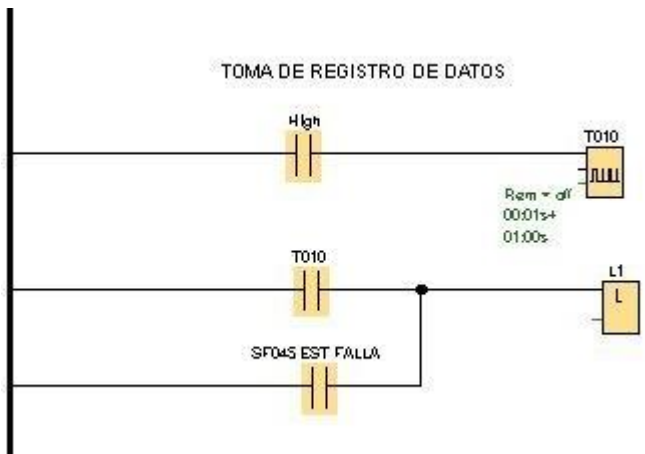 TOMA DE REGISTRO DE DATOS
High
T010
Rem = off
00:01s+
01:00s
T010
L1
L
SF045 EST FALLA